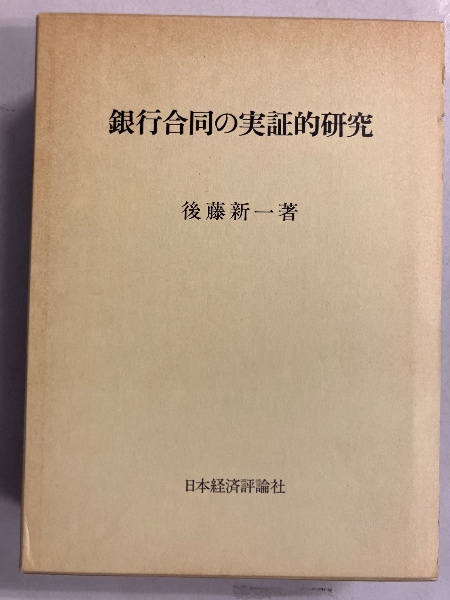 銀行合同の実証的研究
後藤新一著
日本経済評論社